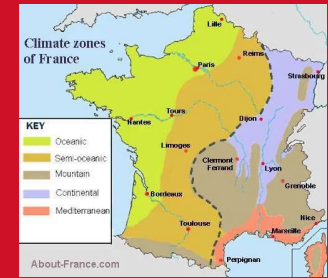 Climate zones
of France
Lille
Reims
Paris
Strasbourg
Tours
Nantes
Dijon
Limoges
Clermont
Ferrand
Lyon
Grenoble
Bordeaux
Toulouse
Nice
Marseille
Perpignan
KEY
Oceanic
Semi-oceanic
Mountain
Continental
Mediterranean
About-France.com